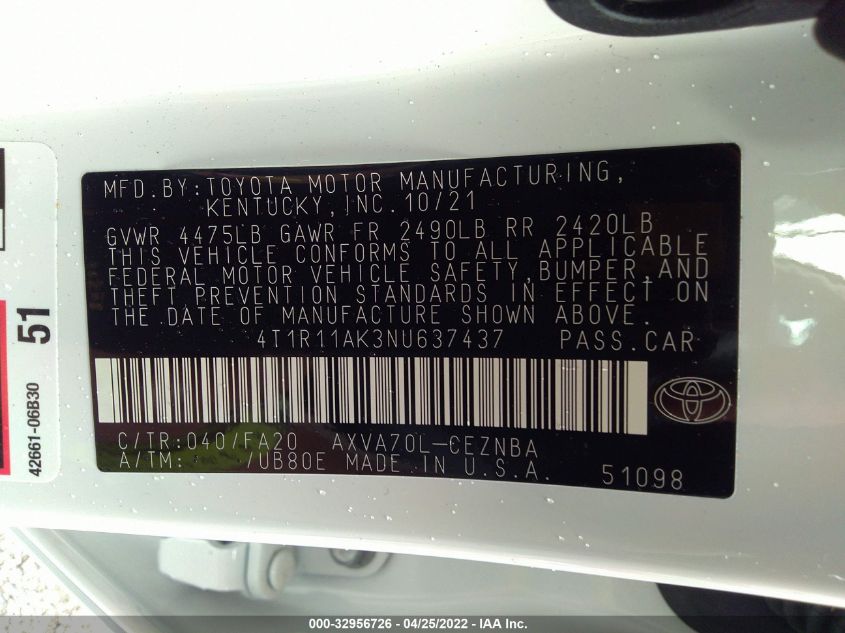 MFD. BY: TOYOTA MOTOR MANUFACTURING,
KENTUCKY, INC. 10/21
GVWR 4475LB GAWR FR 2490LB RR 2420LB
THIS VEHICLE CONFORMS TO ALL APPLICABLE
FEDERAL MOTOR VEHICLE SAFETY, BUMPER, AND
THEFT PREVENTION STANDARDS IN EFFECT ON
THE DATE OF MANUFACTURE SHOWN ABOVE.
4T1R11AK3NU637437 PASS. CAR
C/TR: 040/FA20 AXVA70L-CEZNBA
A/TM: /UB80E MADE IN U.S.A. 51098
51
42661-06B30
000-32956726 - 04/25/2022 - IAA Inc.